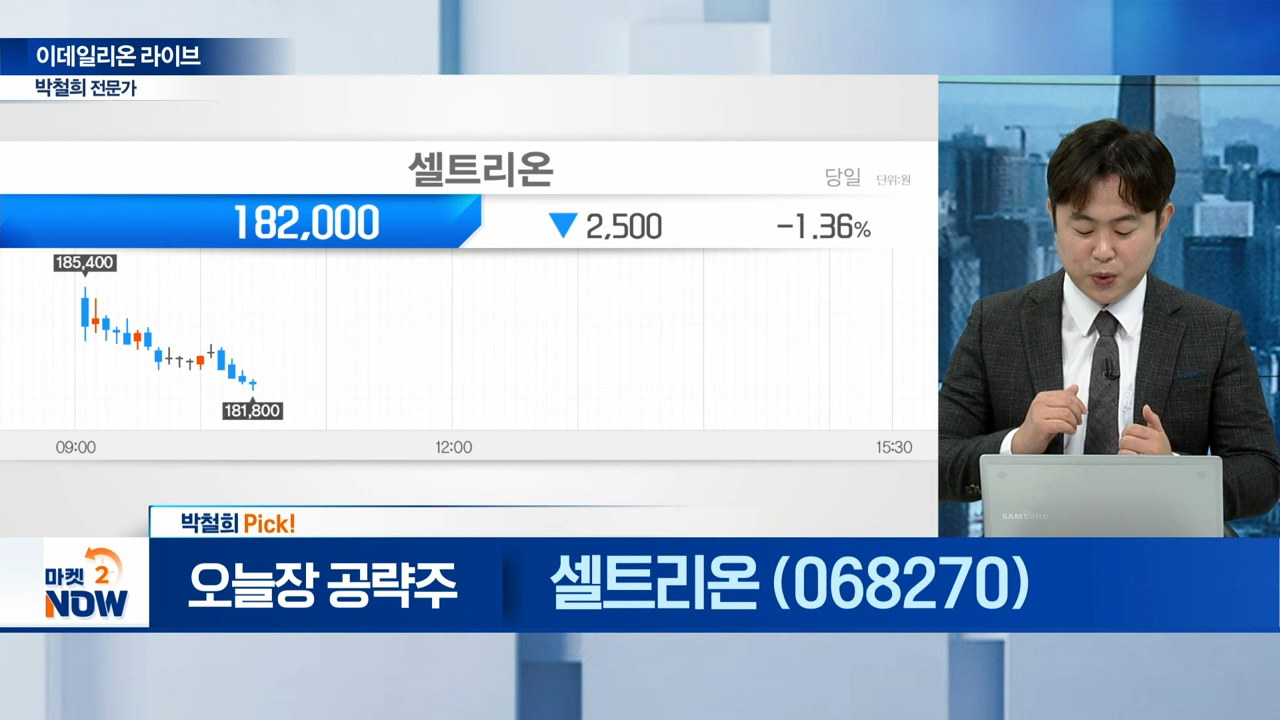 이데일리온 라이브
박철희 전문가
셀트리온
당일 단위:원
182,000 ▼ 2,500 -1.36%
185,400
181,800
09:00 12:00 15:30
SAMSUNG
박철희 Pick!
마켓 2
NOW
오늘장 공략주 셀트리온 (068270)